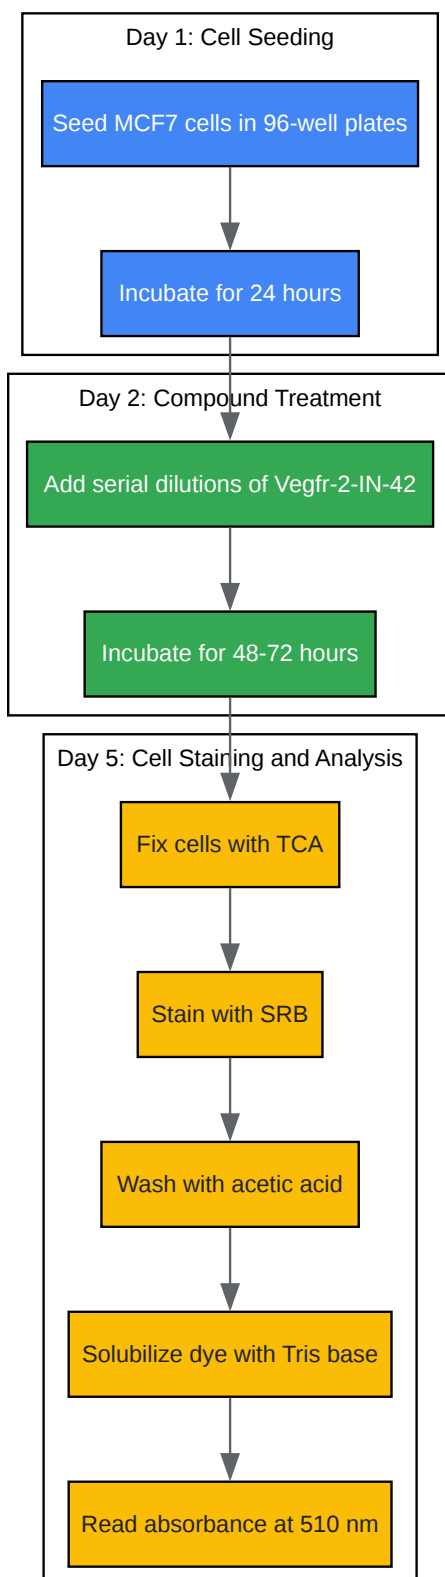 Day 1: Cell Seeding
Seed MCF7 cells in 96-well plates
Incubate for 24 hours
Day 2: Compound Treatment
Add serial dilutions of Vegfr-2-IN-42
Incubate for 48-72 hours
Day 5: Cell Staining and Analysis
Fix cells with TCA
Stain with SRB
Wash with acetic acid
Solubilize dye with Tris base
Read absorbance at 510 nm